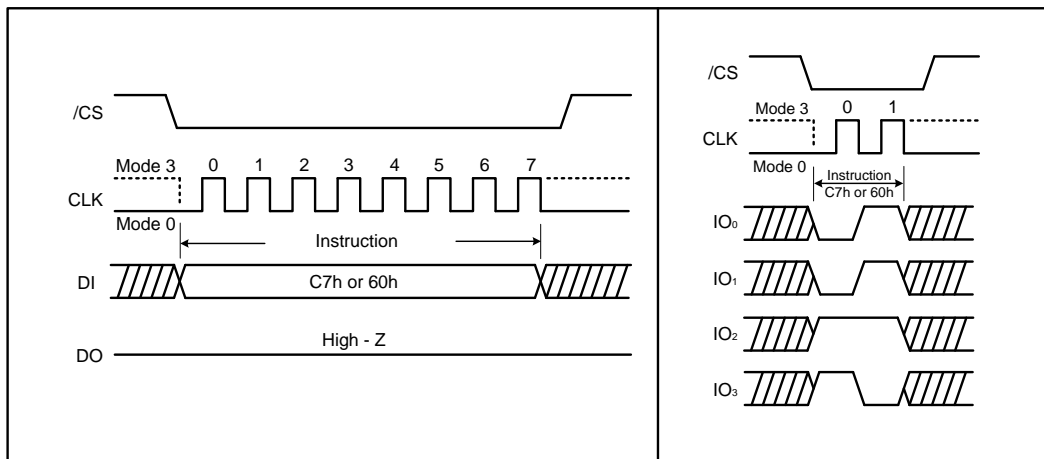 /CS
Mode 3 0 1 2 3 4 5 6 7
CLK
Mode 0
Instruction
DI
C7h or 60h
High - Z
DO
/CS
Mode 3 0 1
CLK
Mode 0
Instruction
C7h or 60h
IO0
IO1
IO2
IO3